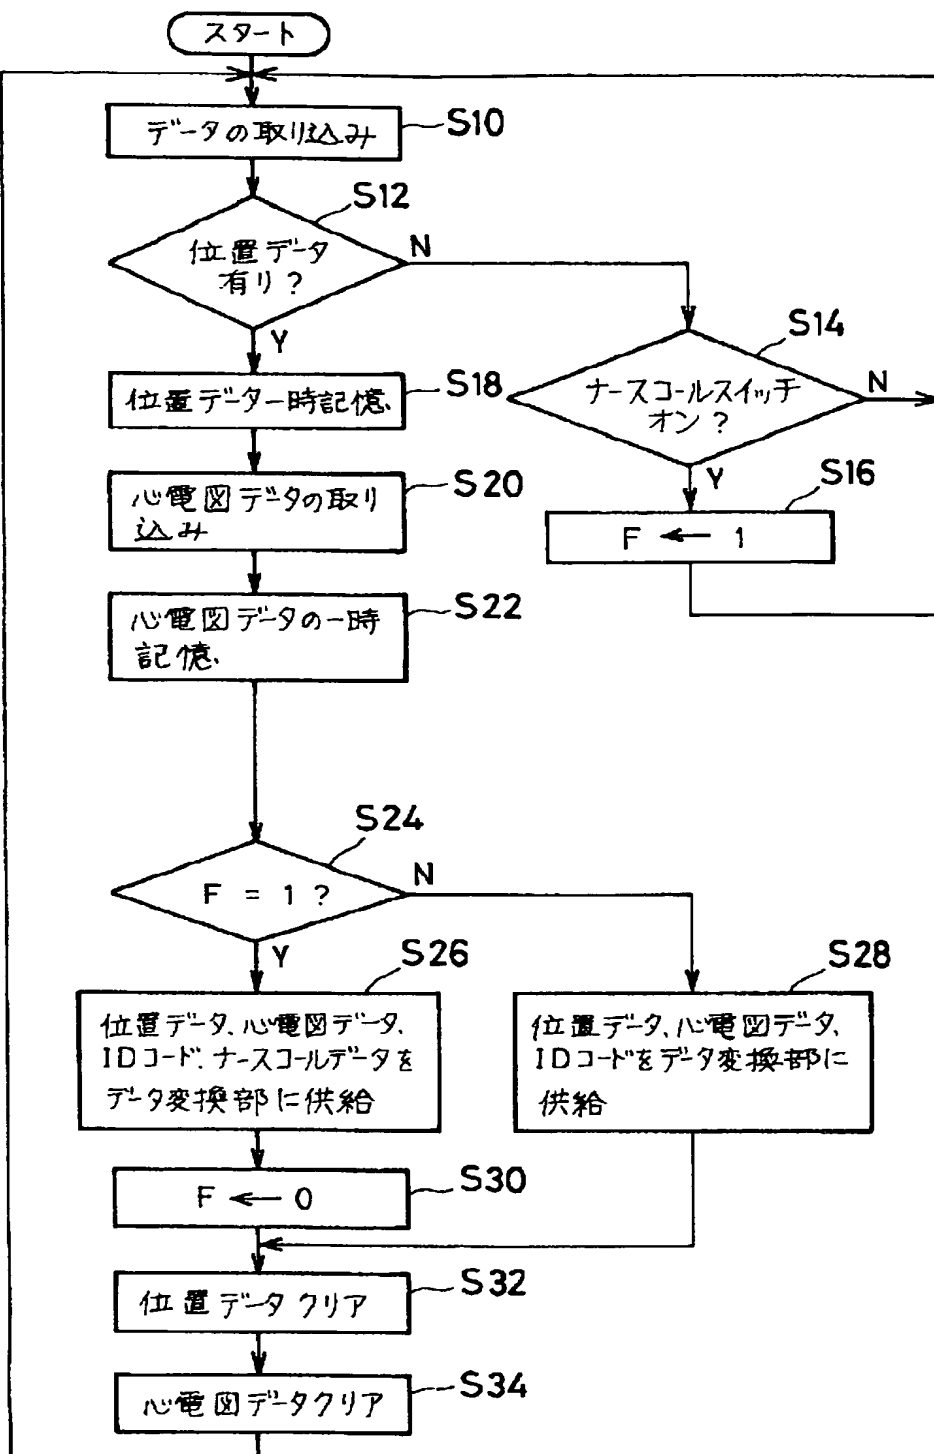 スタート
データの取り込み
S10
S12
位置データ
有り?
N
Y
S14
ナースコールスイッチ
オン?
N
Y
S16
F ← 1
位置データ一時記憶
S18
心電図データの取り
込み
S20
心電図データの一時
記憶
S22
S24
F = 1 ?
N
Y
S26
位置データ、心電図データ、
IDコード、ナースコールデータを
データ変換部に供給
S28
位置データ、心電図データ、
IDコードをデータ変換部に
供給
F ← 0
S30
位置データクリア
S32
心電図データクリア
S34